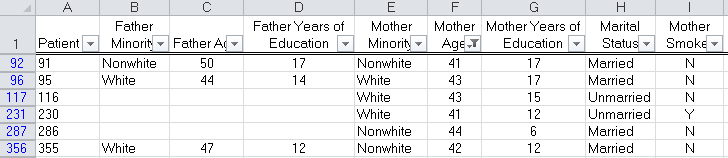 A B C D E F G H I
Father Father Years of Mother Mother Mother Years of Marital Mother
1 Patient Minority Father Ag Education Minority Age Education Status Smoke
92 91 Nonwhite 50 17 Nonwhite 41 17 Married N
96 95 White 44 14 White 43 17 Married N
117 116 White 43 15 Unmarried N
231 230 White 41 12 Unmarried Y
287 286 Nonwhite 44 6 Married N
356 355 White 47 12 Nonwhite 42 12 Married N